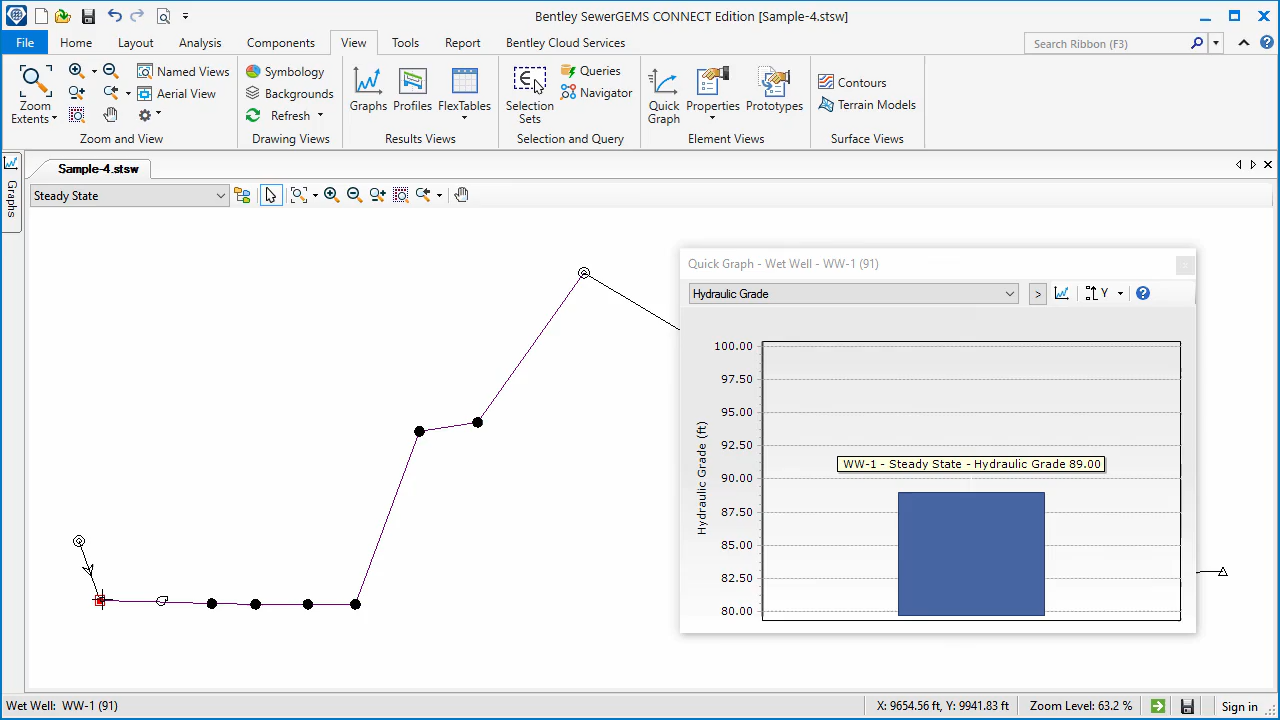 Bentley SewerGEMS CONNECT Edition [Sample-4.stsw]
File Home Layout Analysis Components View Tools Report Bentley Cloud Services
Search Ribbon (F3)
Zoom Extents
Named Views
Aerial View
Zoom and View
Symbology
Backgrounds
Refresh
Drawing Views
Graphs
Profiles
FlexTables
Results Views
Selection Sets
Queries
Navigator
Selection and Query
Quick Graph
Properties
Prototypes
Element Views
Contours
Terrain Models
Surface Views
Graphs
Sample-4.stsw
Steady State
Quick Graph - Wet Well - WW-1 (91)
Hydraulic Grade
> Y
Hydraulic Grade (ft)
100.00
97.50
95.00
92.50
WW-1 - Steady State - Hydraulic Grade 89.00
90.00
87.50
85.00
82.50
80.00
Wet Well: WW-1 (91)
X: 9654.56 ft, Y: 9941.83 ft
Zoom Level: 63.2 %
Sign in